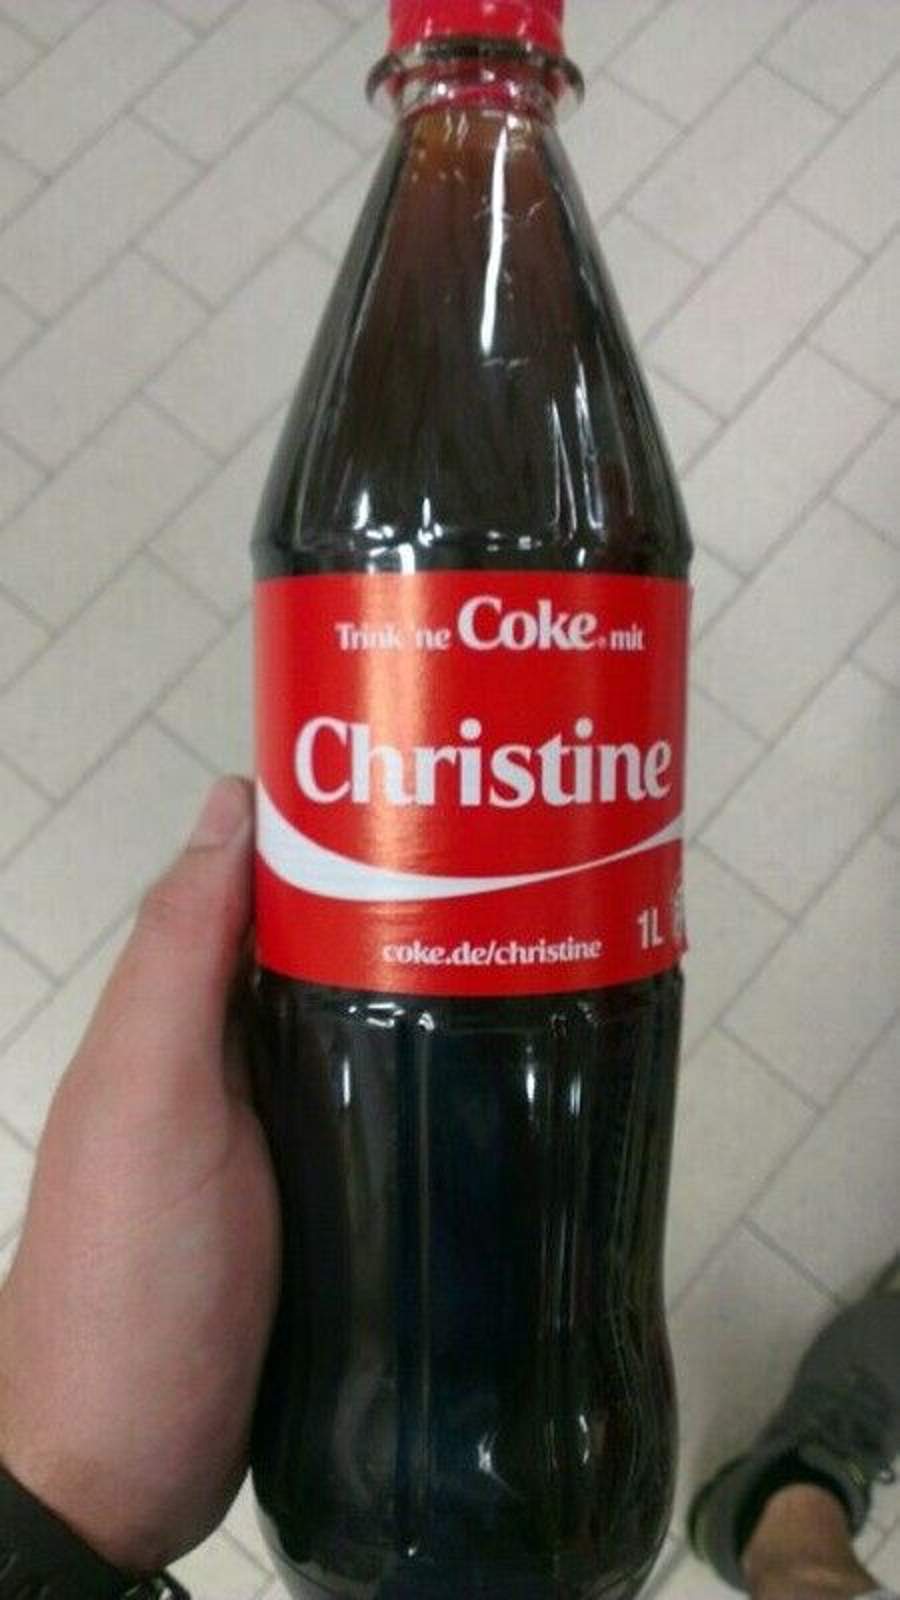 Trink 'ne Coke® mit
Christine
coke.de/christine
1L